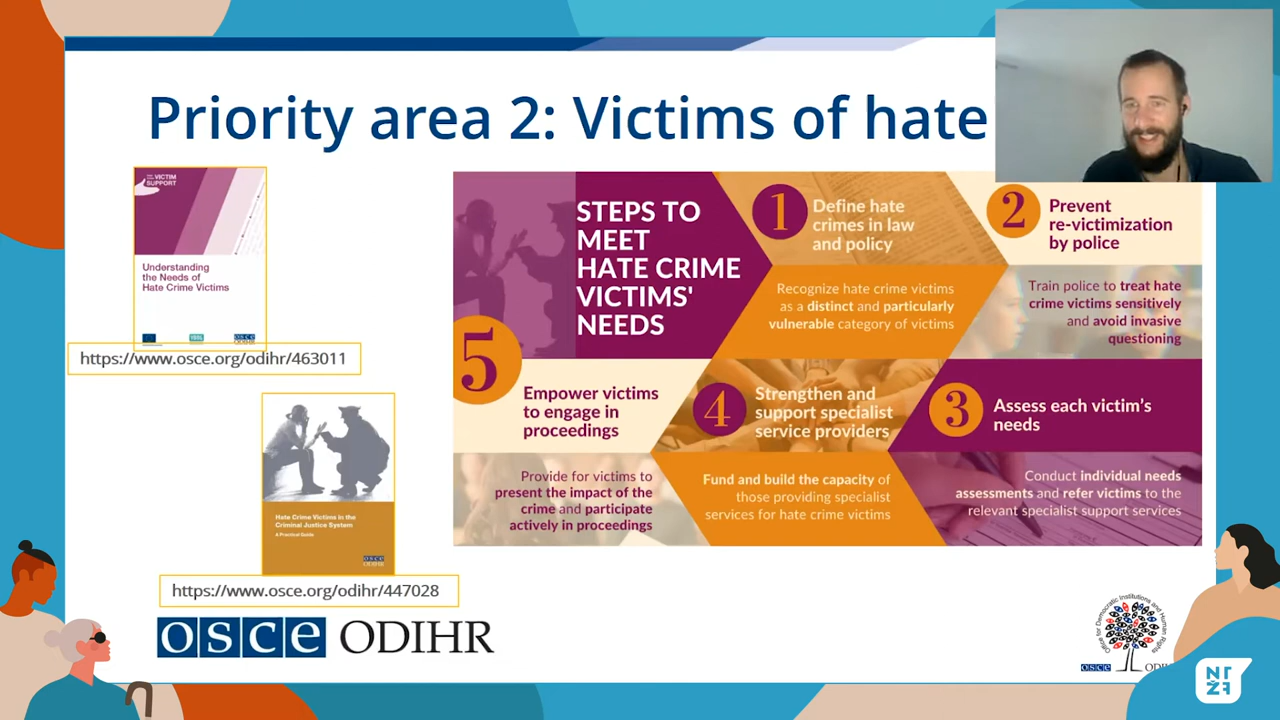 Priority area 2: Victims of hate
VICTIM
SUPPORT
Understanding
the Needs of
Hate Crime Victims
https://www.osce.org/odihr/463011
Hate Crime Victims in the
Criminal Justice System
A Practical Guide
osce
ODIHR
https://www.osce.org/odihr/447028
osce ODIHR
STEPS TO
MEET
HATE CRIME
VICTIMS'
NEEDS
1
Define hate
crimes in law
and policy
Recognize hate crime victims
as a distinct and particularly
vulnerable category of victims
2
Prevent
re-victimization
by police
Train police to treat hate
crime victims sensitively
and avoid invasive
questioning
3
Assess each victim's
needs
Conduct individual needs
assessments and refer victims to the
relevant specialist support services
4
Strengthen and
support specialist
service providers
Fund and build the capacity of
those providing specialist
services for hate crime victims
5
Empower victims
to engage in
proceedings
Provide for victims to
present the impact of the
crime and participate
actively in proceedings
Office for Democratic Institutions and Human Rights
osce